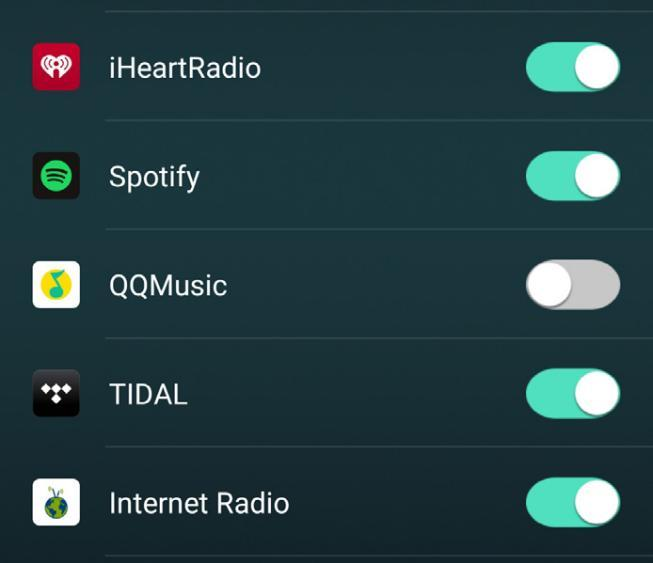 iHeartRadio
Spotify
QQMusic
TIDAL
Internet Radio